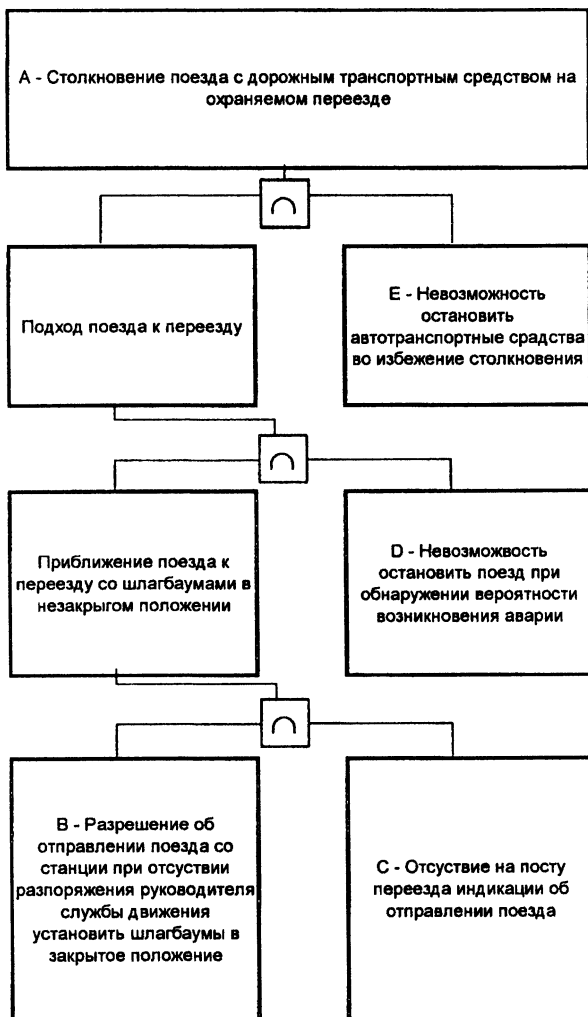 A - Столкновение поезда с дорожным транспортным средством на
охраняемом переезде
∩
Подход поезда к переезду
E - Невозможность
остановить
автотранспортные срадства
во избежение столкновения
∩
Приближение поезда к
переезду со шлагбаумами в
незакрыгом положении
D - Невозможвость
остановить поезд при
обнаружении вероятности
возникновения аварии
∩
B - Разрешение об
отправлении поезда со
станции при отсуствии
разпоряжения руководителя
службы движения
установить шлагбаумы в
закрытое положение
C - Отсуствие на посту
переезда индикации об
отправлении поезда